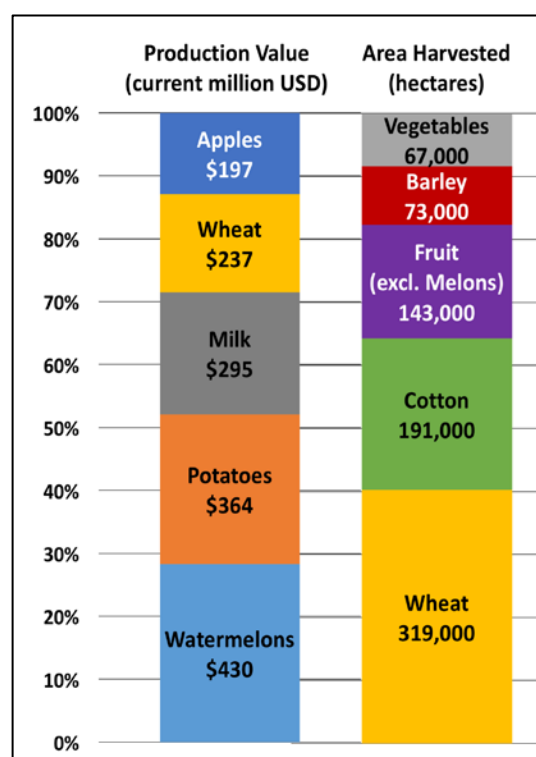 Production Value
(current million USD)
Area Harvested
(hectares)
100%
90%
80%
70%
60%
50%
40%
30%
20%
10%
0%
Apples
$197
Wheat
$237
Milk
$295
Potatoes
$364
Watermelons
$430
Vegetables
67,000
Barley
73,000
Fruit
(excl. Melons)
143,000
Cotton
191,000
Wheat
319,000